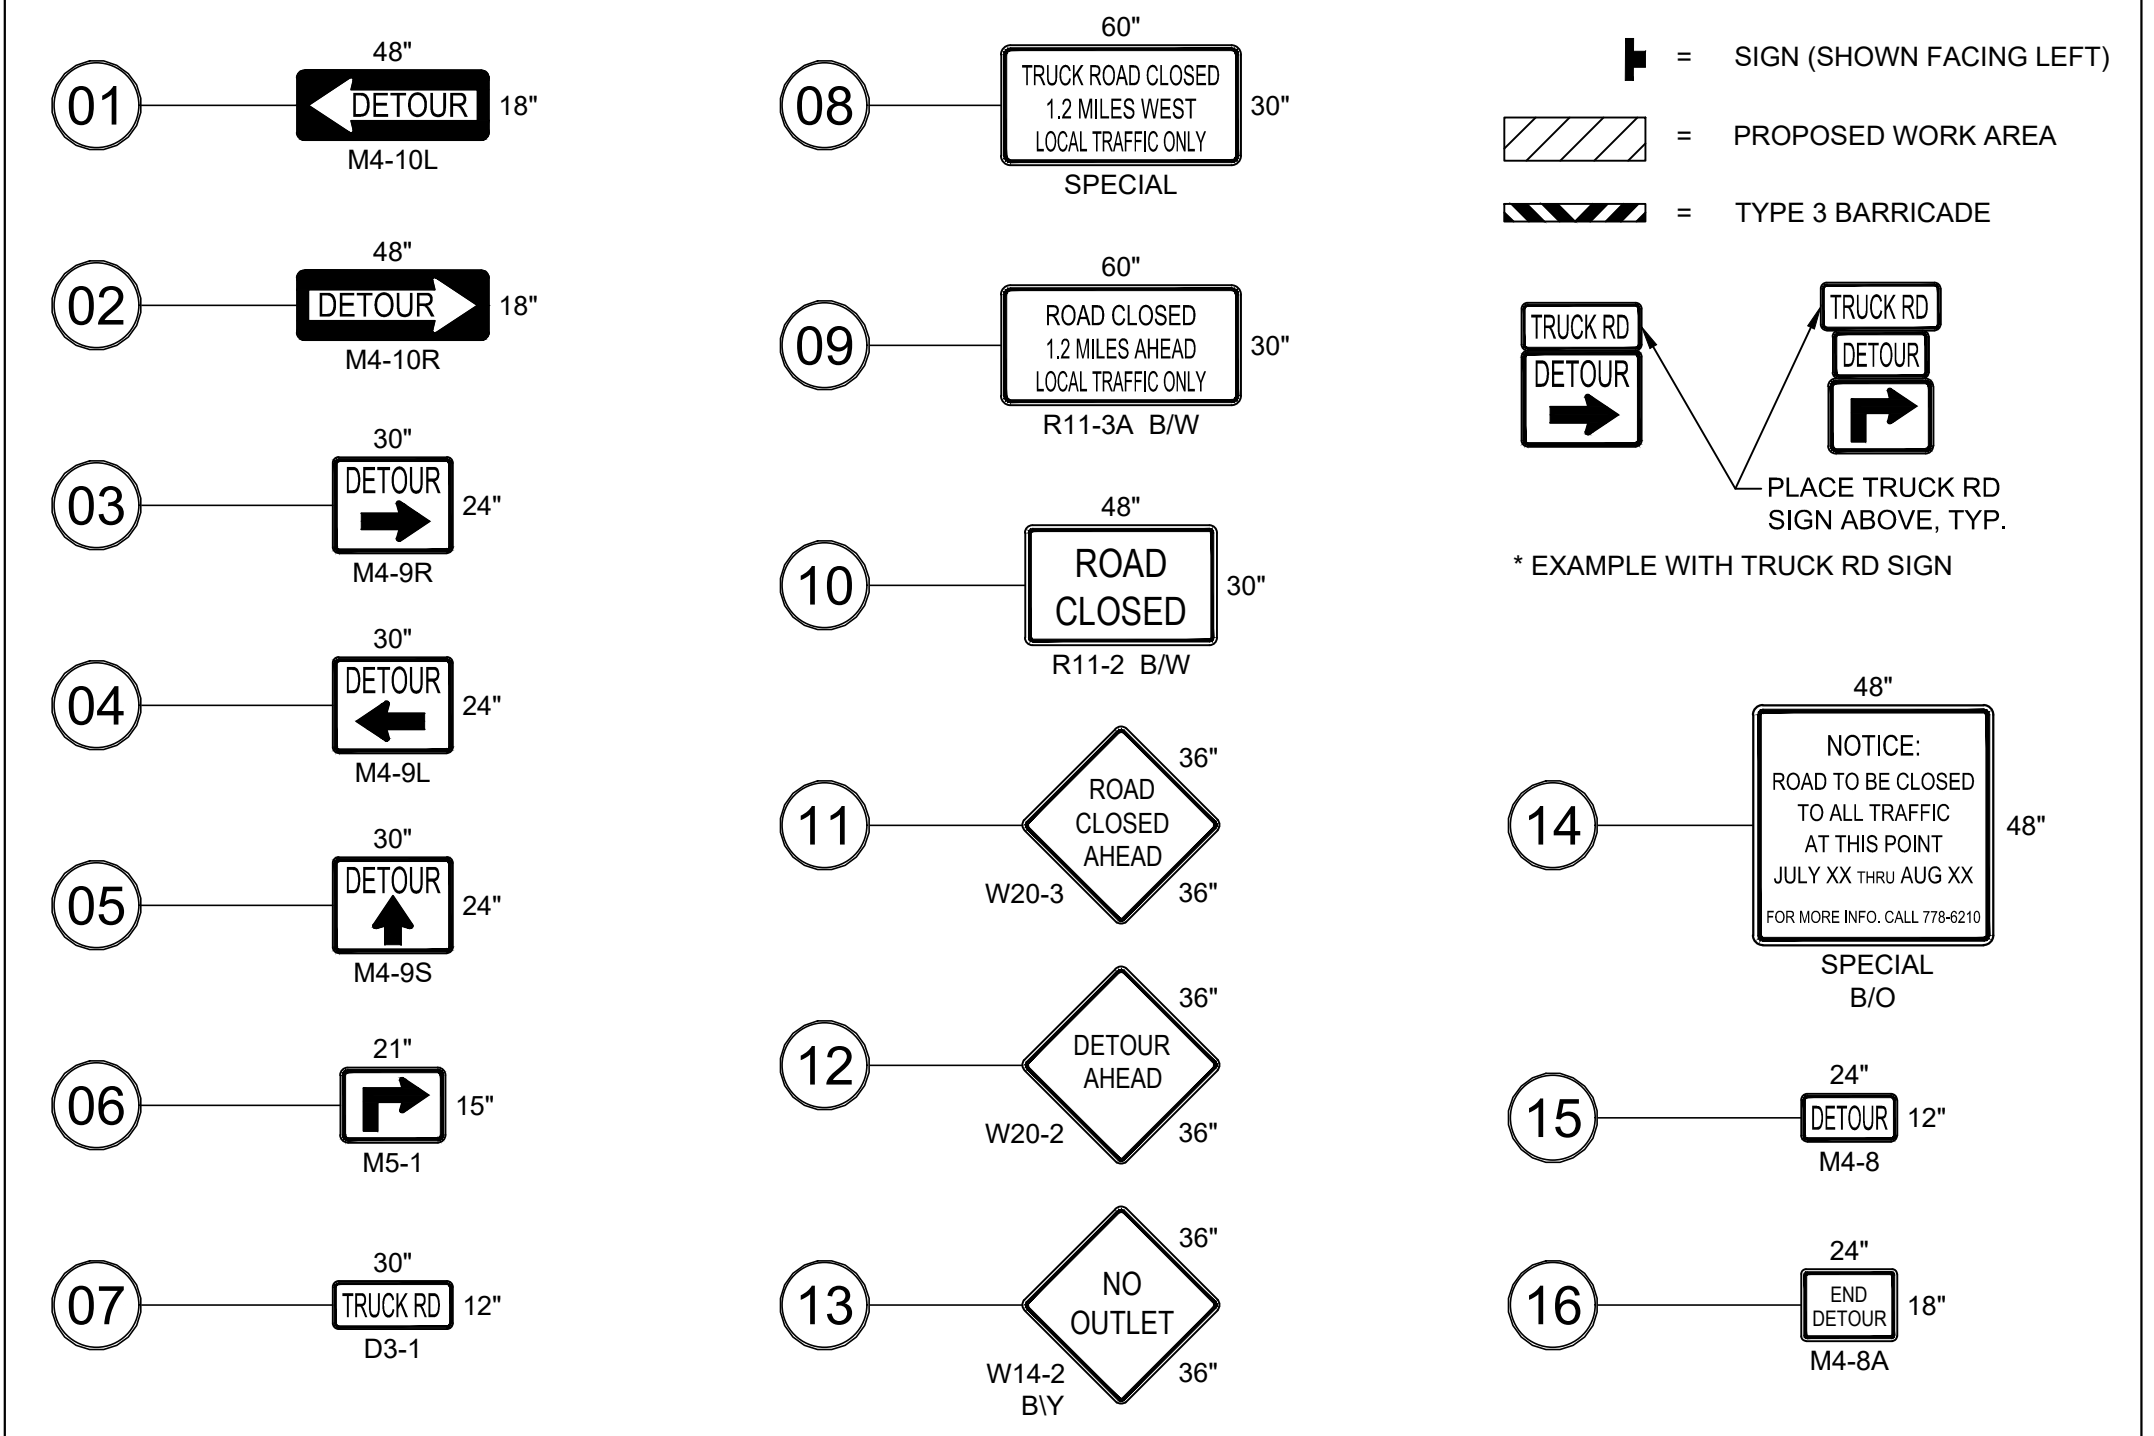 01
48"
DETOUR
18"
M4-10L
02
48"
DETOUR
18"
M4-10R
03
30"
DETOUR
24"
M4-9R
04
30"
DETOUR
24"
M4-9L
05
30"
DETOUR
24"
M4-9S
06
21"
15"
M5-1
07
30"
TRUCK RD
12"
D3-1
08
60"
TRUCK ROAD CLOSED
1.2 MILES WEST
LOCAL TRAFFIC ONLY
30"
SPECIAL
09
60"
ROAD CLOSED
1.2 MILES AHEAD
LOCAL TRAFFIC ONLY
30"
R11-3A B/W
10
48"
ROAD
CLOSED
30"
R11-2 B/W
11
36"
ROAD
CLOSED
AHEAD
W20-3
36"
12
36"
DETOUR
AHEAD
W20-2
36"
13
36"
NO
OUTLET
W14-2
B\Y
36"
= SIGN (SHOWN FACING LEFT)
= PROPOSED WORK AREA
= TYPE 3 BARRICADE
TRUCK RD
DETOUR
TRUCK RD
DETOUR
PLACE TRUCK RD
SIGN ABOVE, TYP.
* EXAMPLE WITH TRUCK RD SIGN
14
48"
NOTICE:
ROAD TO BE CLOSED
TO ALL TRAFFIC
AT THIS POINT
JULY XX THRU AUG XX
FOR MORE INFO. CALL 778-6210
48"
SPECIAL
B/O
15
24"
DETOUR
12"
M4-8
16
24"
END
DETOUR
18"
M4-8A